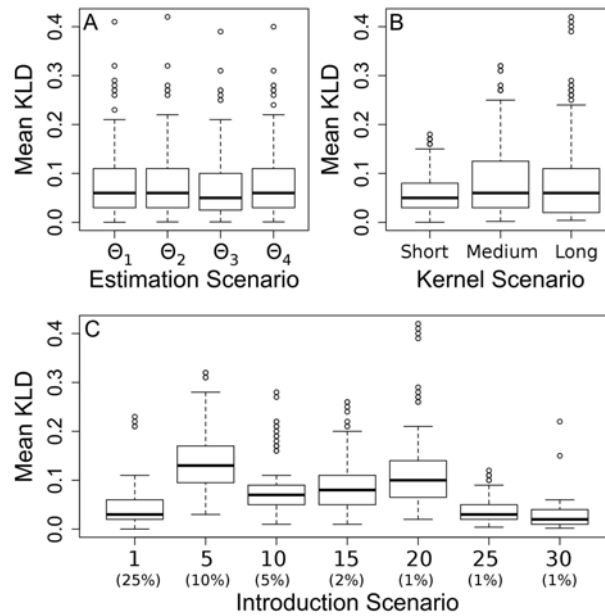 A
Mean KLD
0.4
0.3
0.2
0.1
0.0
Θ1 Θ2 Θ3 Θ4
Estimation Scenario
B
Mean KLD
0.4
0.3
0.2
0.1
0.0
Short Medium Long
Kernel Scenario
C
Mean KLD
0.4
0.3
0.2
0.1
0.0
1 5 10 15 20 25 30
(25%) (10%) (5%) (2%) (1%) (1%) (1%)
Introduction Scenario